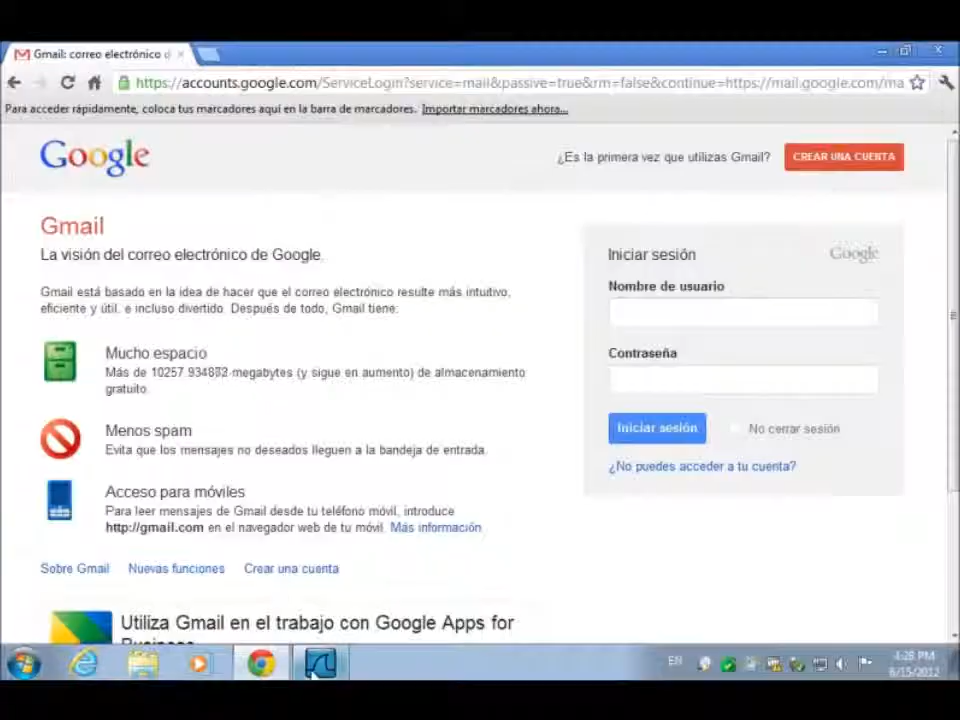 Gmail: correo electrónico d
https://accounts.google.com/ServiceLogin?service=mail&passive=true&rm=false&continue=https://mail.google.com/ma
Para acceder rápidamente, coloca tus marcadores aquí en la barra de marcadores. Importar marcadores ahora...
Google
¿Es la primera vez que utilizas Gmail?
CREAR UNA CUENTA
Gmail
La visión del correo electrónico de Google.
Gmail está basado en la idea de hacer que el correo electrónico resulte más intuitivo,
eficiente y útil, e incluso divertido. Después de todo, Gmail tiene:
Mucho espacio
Más de 10257 megabytes (y sigue en aumento) de almacenamiento
gratuito.
Menos spam
Evita que los mensajes no deseados lleguen a la bandeja de entrada.
Acceso para móviles
Para leer mensajes de Gmail desde tu teléfono móvil, introduce
http://gmail.com en el navegador web de tu móvil. Más información
Sobre Gmail Nuevas funciones Crear una cuenta
Utiliza Gmail en el trabajo con Google Apps for
Business
Iniciar sesión
Google
Nombre de usuario
Contraseña
Iniciar sesión
No cerrar sesión
¿No puedes acceder a tu cuenta?
EN
4:26 PM
8/15/2012